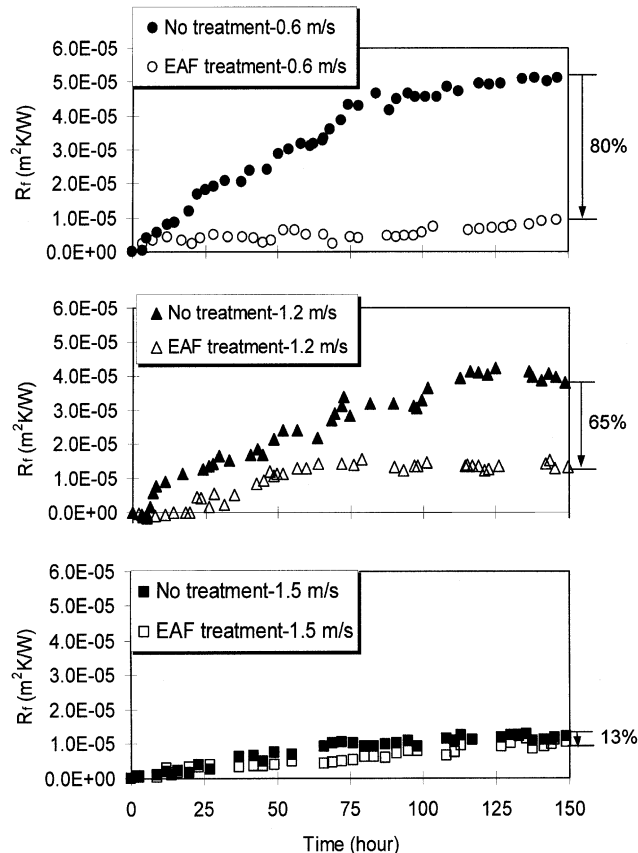 ● No treatment-0.6 m/s
○ EAF treatment-0.6 m/s
6.0E-05
5.0E-05
4.0E-05
3.0E-05
2.0E-05
1.0E-05
0.0E+00
Rf (m²K/W)
80%
▲ No treatment-1.2 m/s
△ EAF treatment-1.2 m/s
6.0E-05
5.0E-05
4.0E-05
3.0E-05
2.0E-05
1.0E-05
0.0E+00
Rf (m²K/W)
65%
■ No treatment-1.5 m/s
□ EAF treatment-1.5 m/s
6.0E-05
5.0E-05
4.0E-05
3.0E-05
2.0E-05
1.0E-05
0.0E+00
Rf (m²K/W)
13%
0 25 50 75 100 125 150
Time (hour)